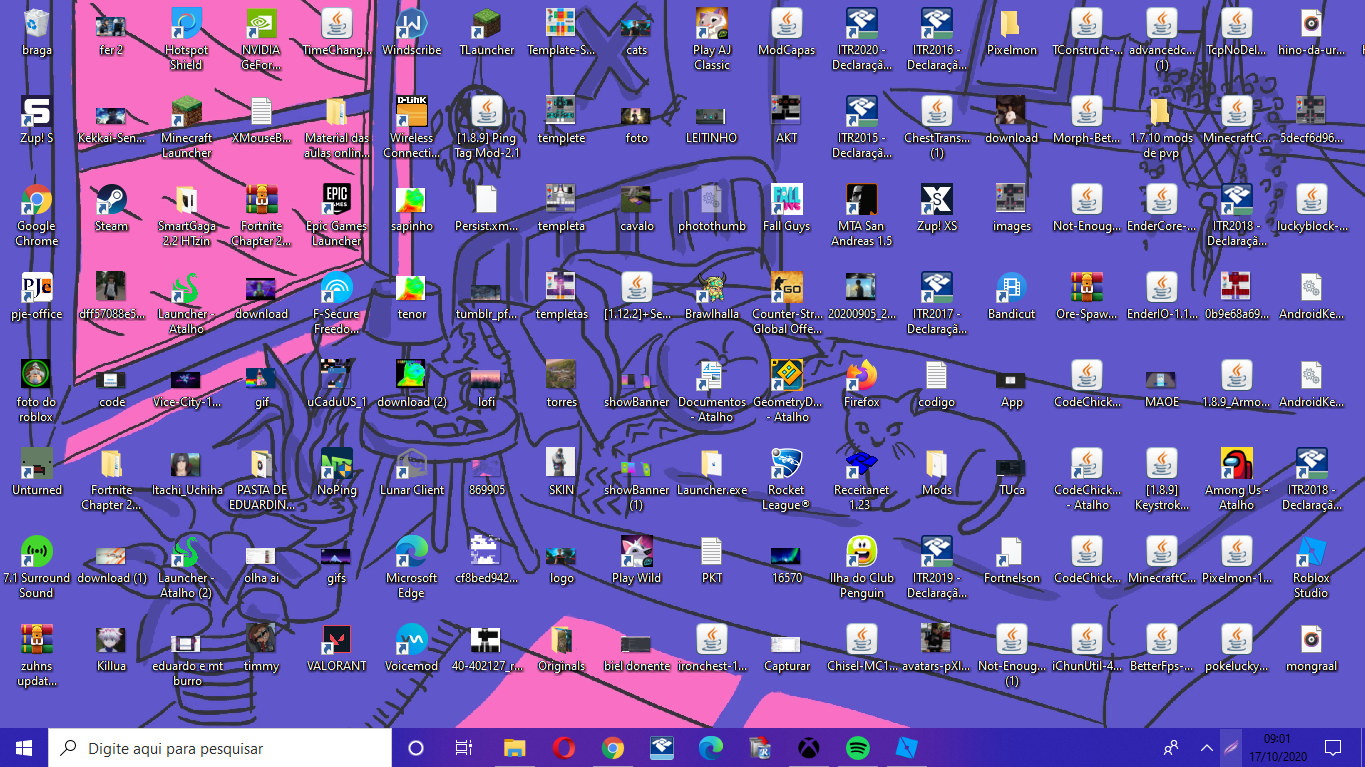 braga
fer 2
Hotspot
Shield
NVIDIA
GeFor...
TimeChang...
Windscribe
TLauncher
Template-S...
cats
Play AJ
Classic
ModCapas
ITR2020 -
Declaraçã...
ITR2016 -
Declaraçã...
Pixelmon
TConstruct-...
advancedc...
(1)
TcpNoDel...
hino-da-ur...
Zup! S
Kekkai-Sen...
Minecraft
Launcher
XMouseB...
Material das
aulas onlin...
D-Link
Wireless
Connecti...
[1.8.9] Ping
Tag Mod-2.1
templete
foto
LEITINHO
AKT
ITR2015 -
Declaraçã...
ChestTrans...
(1)
download
Morph-Bet...
1.7.10 mods
de pvp
MinecraftC...
5decf6d96...
Google
Chrome
Steam
SmartGaga
2.2 HTzin
Fortnite
Chapter 2...
EPIC
GAMES
Epic Games
Launcher
sapinho
Persist.xm...
templeta
cavalo
photothumb
FALL
Fall Guys
MTA San
Andreas 1.5
Zup! XS
images
Not-Enoug...
EnderCore-...
ITR2018 -
Declaraçã...
luckyblock-...
PJe
pje-office
dff57088e5...
Launcher -
Atalho
download
F-Secure
Freedo...
tenor
tumblr_pf...
templetas
[1.12.2]+Se...
Brawlhalla
GO
Counter-Str...
Global Offe...
20200905_2...
ITR2017 -
Declaraçã...
Bandicut
Ore-Spaw...
EnderIO-1.1...
0b9e68a69...
AndroidKe...
foto do
roblox
code
Vice-City-1...
gif
uCaduUS_1
download (2)
lofi
torres
showBanner
Documentos
- Atalho
GeometryD...
- Atalho
Firefox
codigo
App
CodeChick...
MAOE
1.8.9_Armo...
AndroidKe...
Unturned
Fortnite
Chapter 2...
Itachi_Uchiha
PASTA DE
EDUARDIN...
NoPing
Lunar Client
869905
SKIN
showBanner
(1)
Launcher.exe
Rocket
League®
Receitanet
1.23
Mods
TUca
CodeChick...
- Atalho
[1.8.9]
Keystrok...
Among Us -
Atalho
ITR2018 -
Declaraçã...
7.1 Surround
Sound
download (1)
Launcher -
Atalho (2)
olha ai
gifs
Microsoft
Edge
cf8bed942...
logo
Play Wild
PKT
16570
Ilha do Club
Penguin
ITR2019 -
Declaraçã...
Fortnelson
CodeChick...
MinecraftC...
Pixelmon-1...
Roblox
Studio
zuhns
updat...
Killua
eduardo e mt
burro
timmy
VALORANT
Voicemod
40-402127_r...
Originals
biel donente
ironchest-1...
Capturar
Chisel-MC1...
avatars-pXl...
Not-Enoug...
(1)
iChunUtil-4...
BetterFps-...
pokelucky...
mongraal
Digite aqui para pesquisar
09:01
17/10/2020